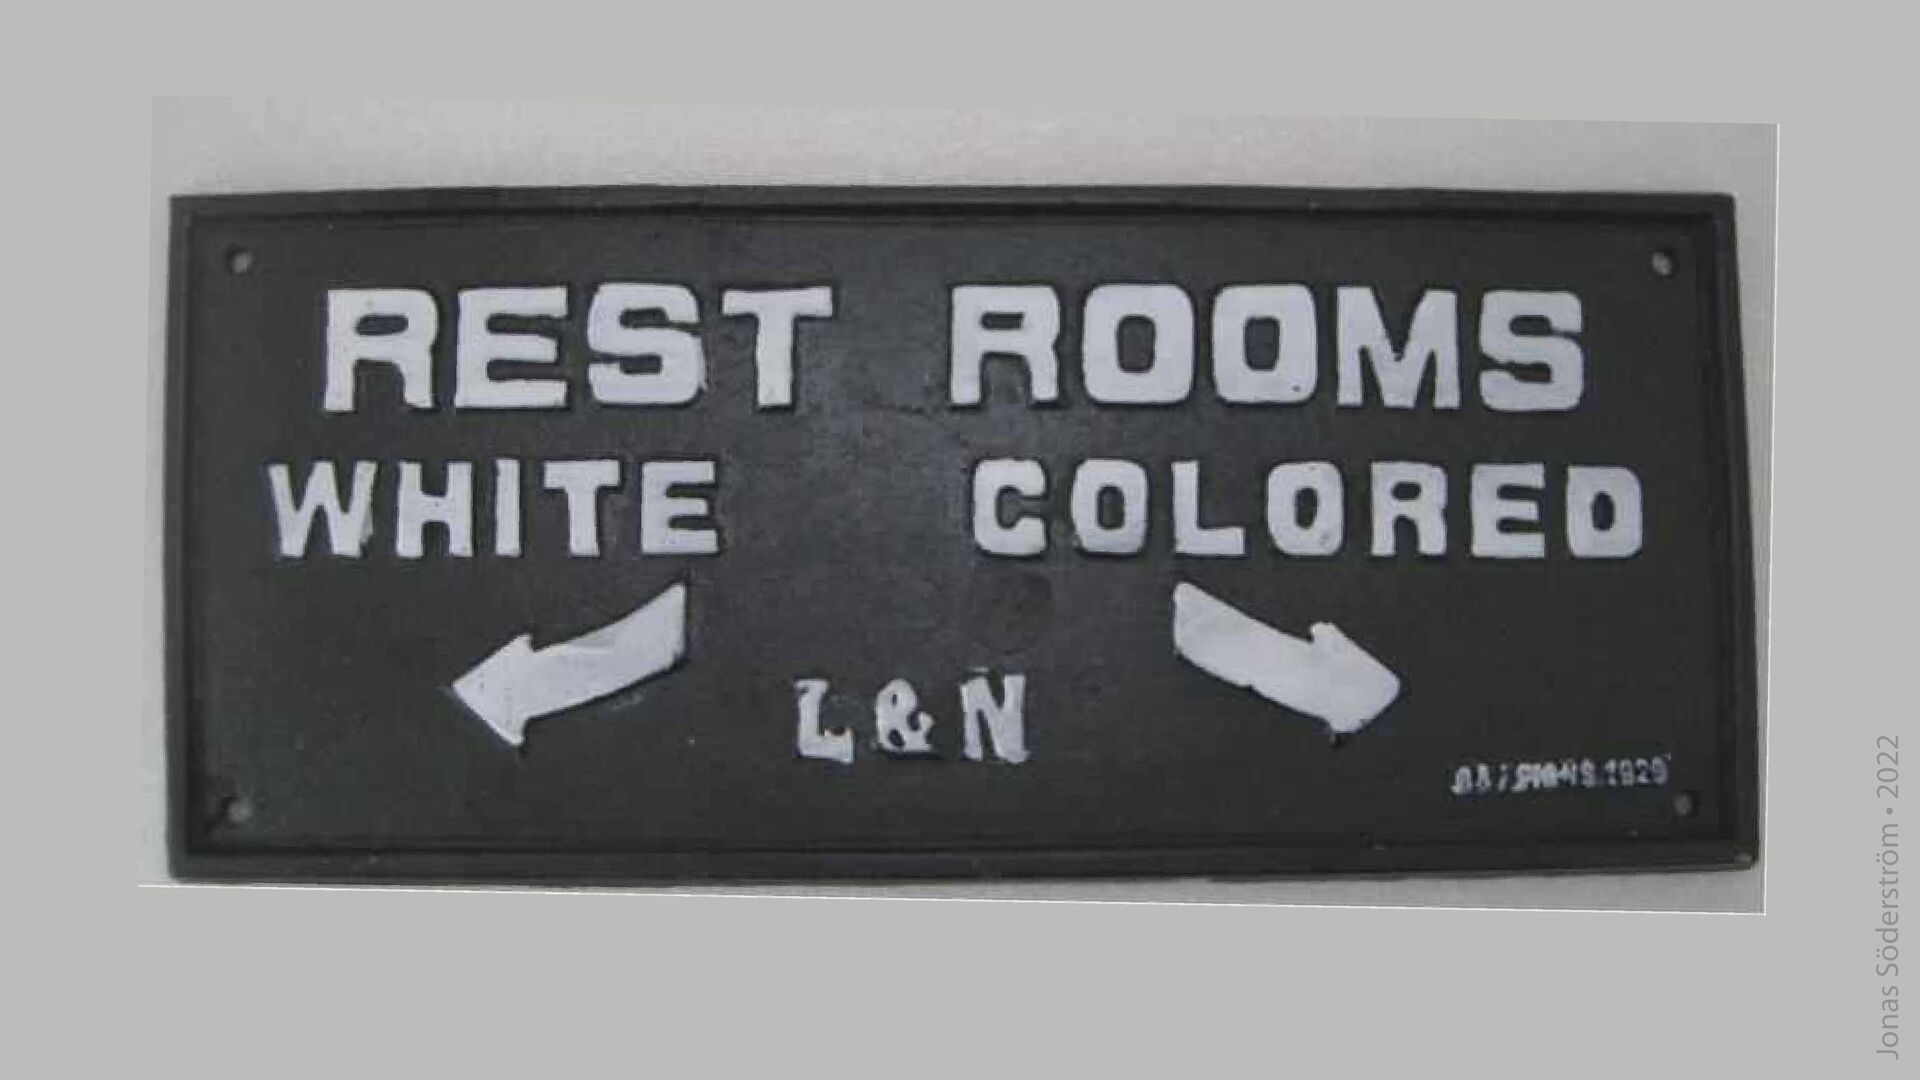 REST ROOMS
WHITE COLORED
L&N
Jonas Söderström • 2022